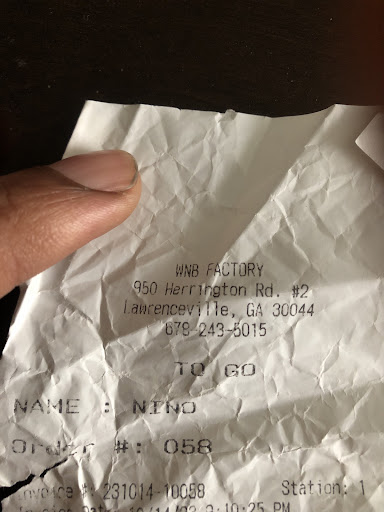 WNB FACTORY
950 Herrington Rd. #2
Lawrenceville, GA 30044
678-243-5015
TO GO
NAME : NINO
Order #: 058
Invoice #: 231014-10058 Station: 1